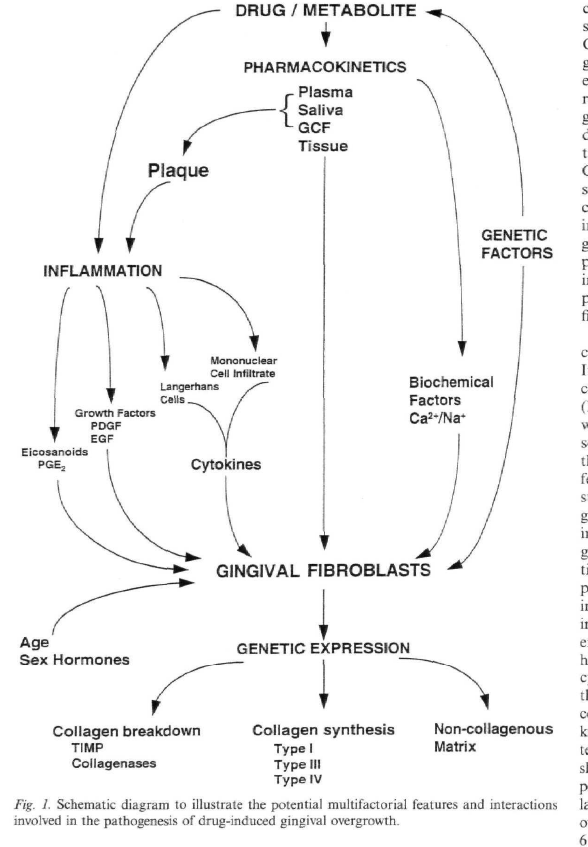 DRUG / METABOLITE
PHARMACOKINETICS
Plasma
Saliva
GCF
Tissue
Plaque
GENETIC
FACTORS
INFLAMMATION
Mononuclear
Cell Infiltrate
Langerhans
Cells
Biochemical
Factors
Ca²⁺/Na⁺
Growth Factors
PDGF
EGF
Eicosanoids
PGE₂
Cytokines
GINGIVAL FIBROBLASTS
Age
Sex Hormones
GENETIC EXPRESSION
Collagen breakdown
TIMP
Collagenases
Collagen synthesis
Type I
Type III
Type IV
Non-collagenous
Matrix
Fig. 1. Schematic diagram to illustrate the potential multifactorial features and interactions
involved in the pathogenesis of drug-induced gingival overgrowth.